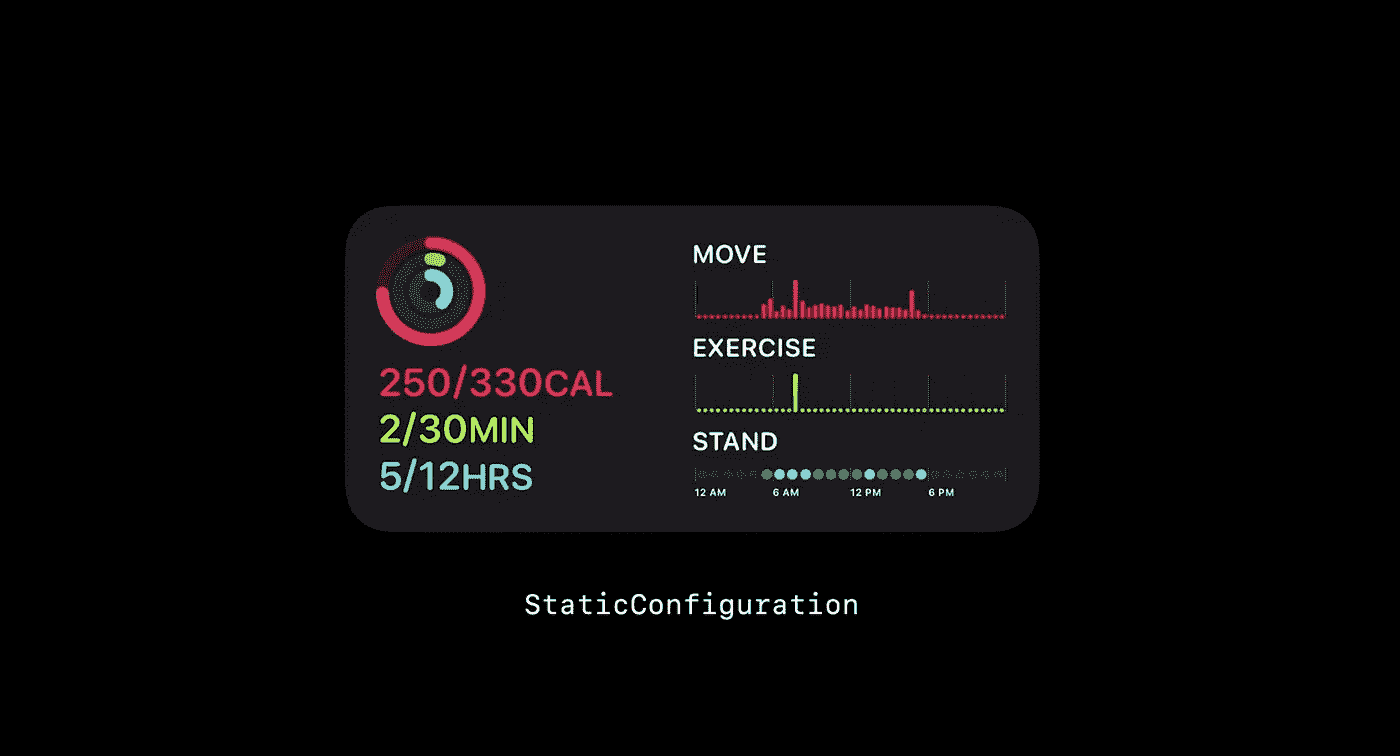 250/330CAL
2/30MIN
5/12HRS
MOVE
EXERCISE
STAND
12 AM 6 AM 12 PM 6 PM
StaticConfiguration